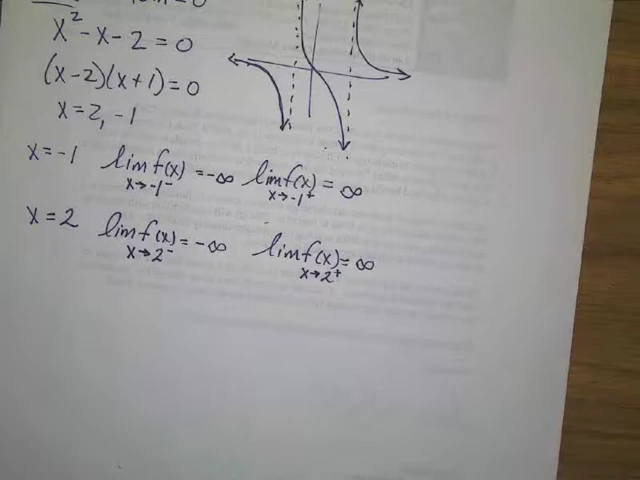 x² - x - 2 = 0
(x - 2)(x + 1) = 0
x = 2, -1
x = -1 lim f(x) = -∞ lim f(x) = ∞
x → -1⁻ x → -1⁺
x = 2 lim f(x) = -∞ lim f(x) = ∞
x → 2⁻ x → 2⁺